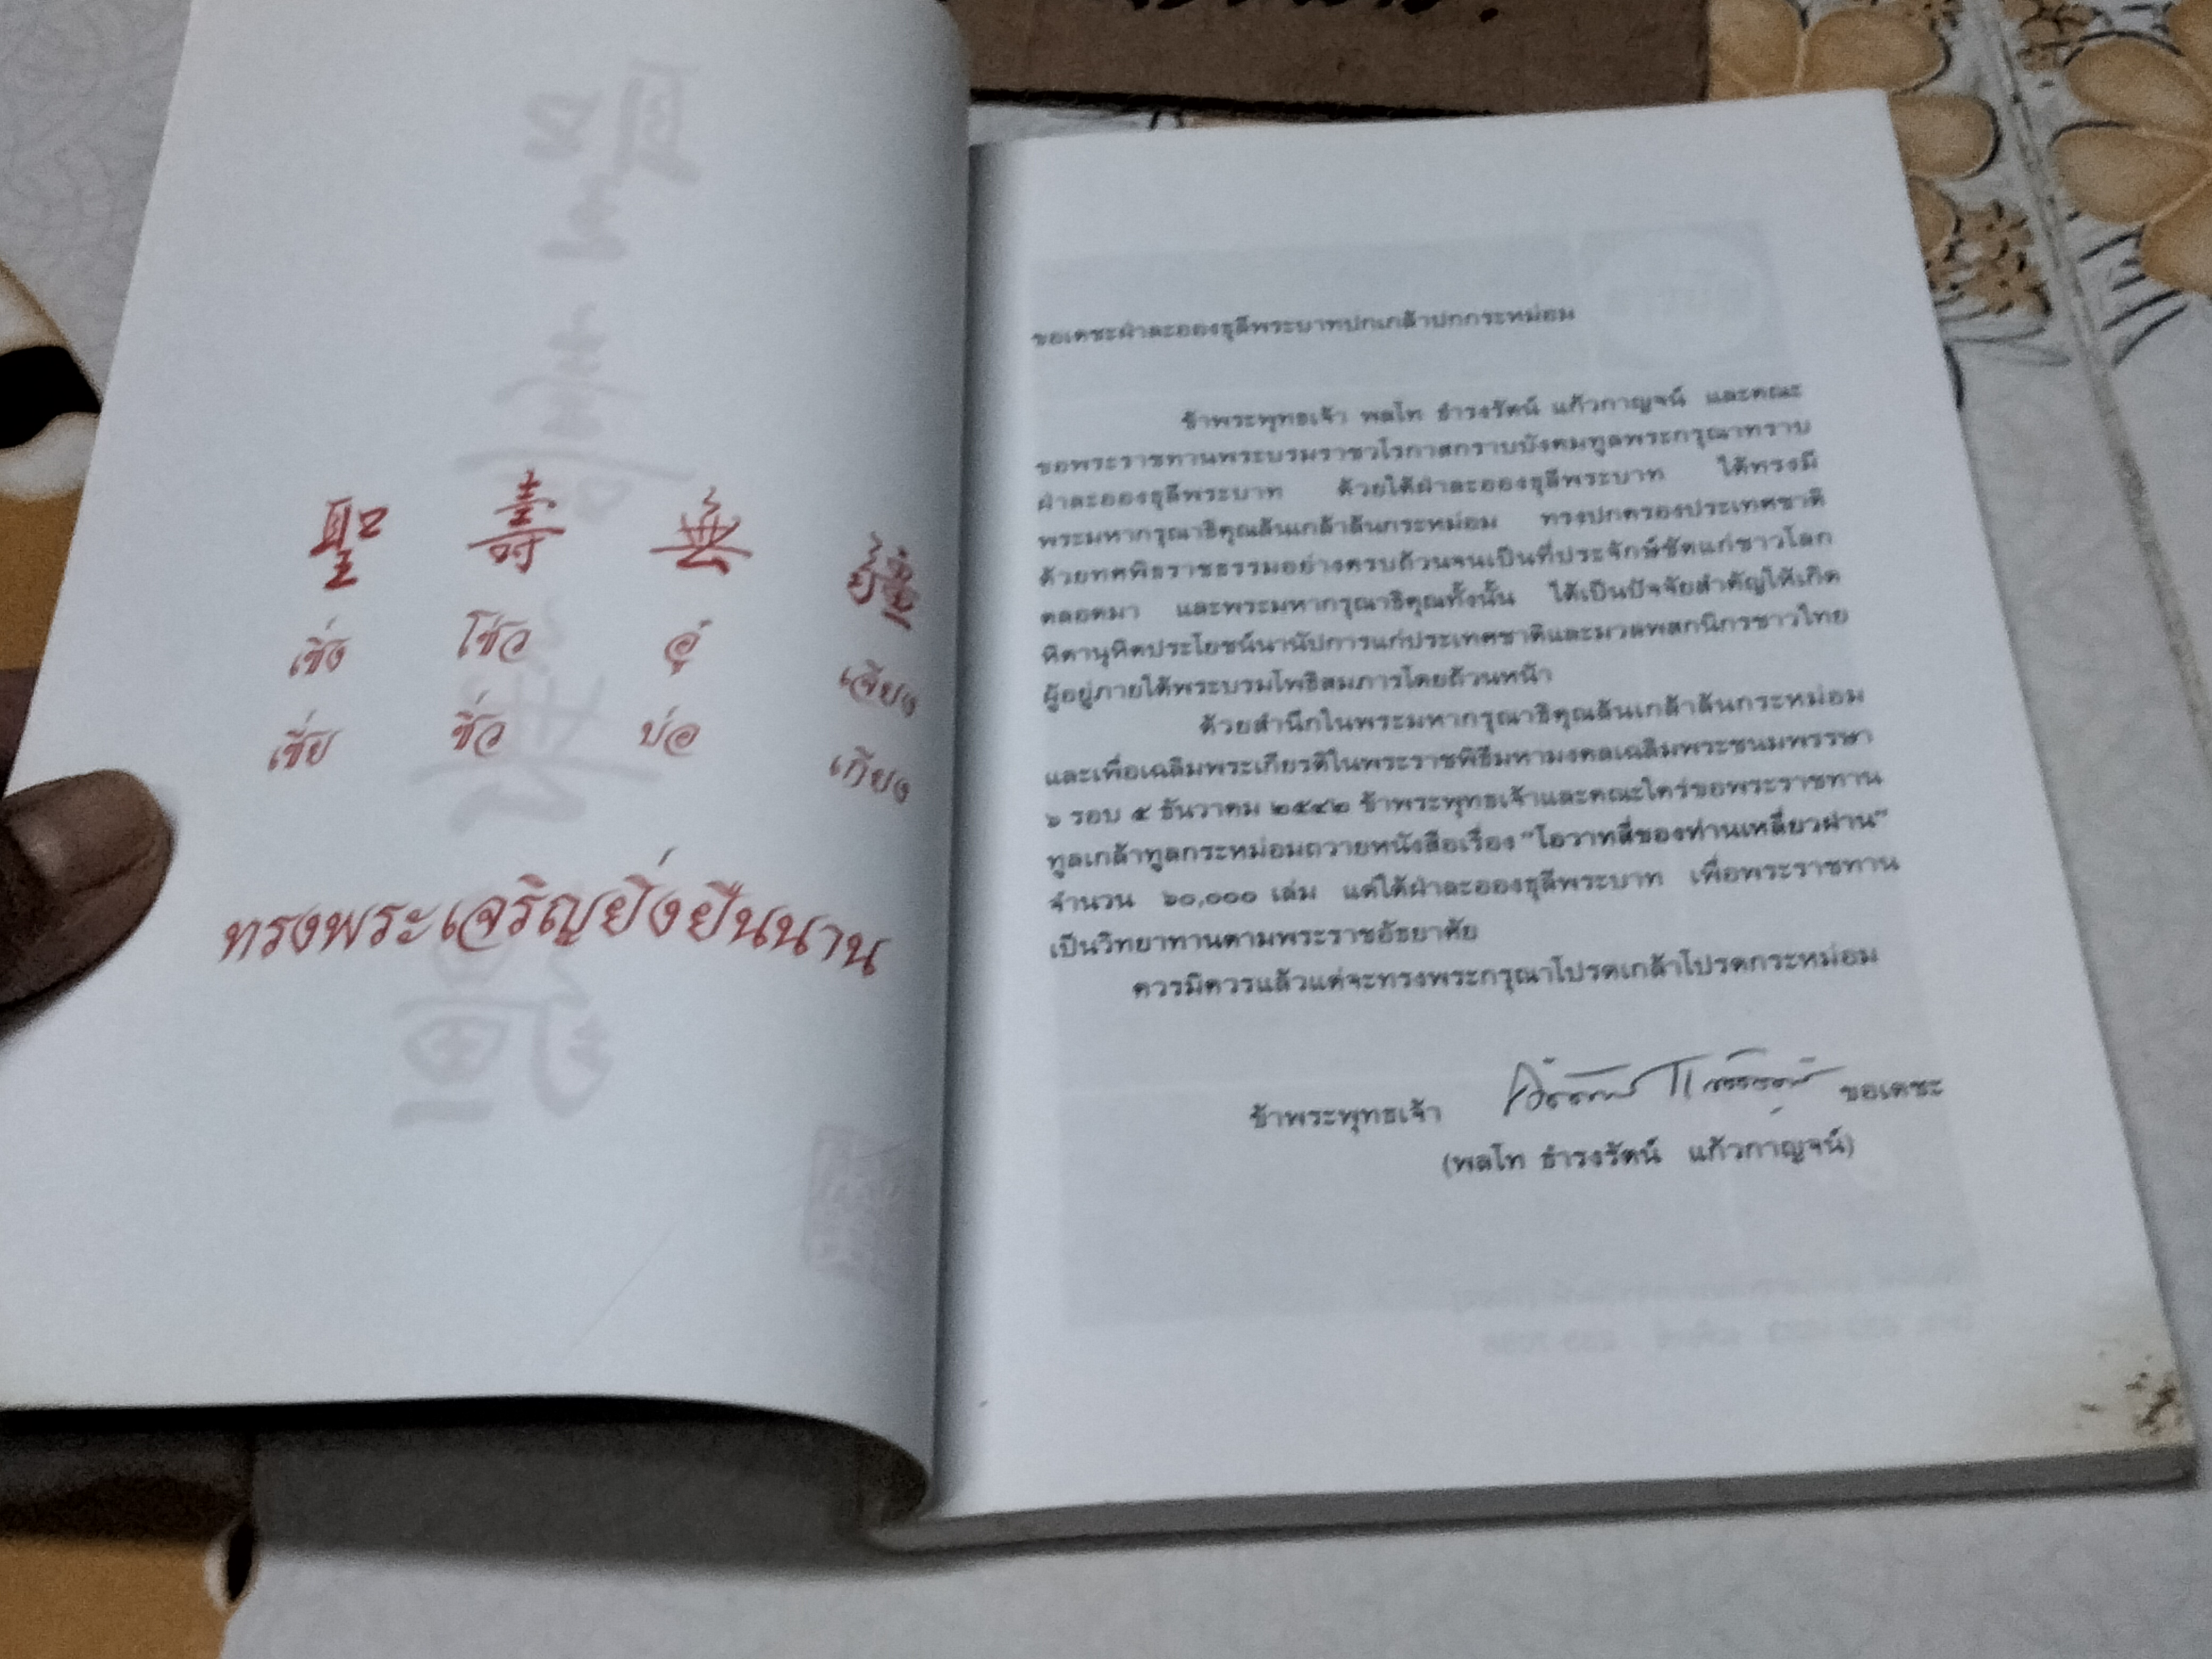 聖 壽 無 疆
เซิ่ง โซ่ว อู๋ เจียง
เซี่ย ซิ่ว บ่อ เกียง
ทรงพระเจริญยิ่งยืนนาน
ขอเดชะฝ่าละอองธุลีพระบาทปกเกล้าปกกระหม่อม
ข้าพระพุทธเจ้า พลโท ธำรงรัตน์ แก้วกาญจน์ และคณะ
ขอพระราชทานพระบรมราชวโรกาสกราบบังคมทูลพระกรุณาทราบ
ฝ่าละอองธุลีพระบาท ด้วยใต้ฝ่าละอองธุลีพระบาท ได้ทรงมี
พระมหากรุณาธิคุณล้นเกล้าล้นกระหม่อม ทรงปกครองประเทศชาติ
ด้วยทศพิธราชธรรมอย่างครบถ้วนจนเป็นที่ประจักษ์ชัดแก่ชาวโลก
ตลอดมา และพระมหากรุณาธิคุณทั้งนั้น ได้เป็นปัจจัยสำคัญให้เกิด
หิตานุหิตประโยชน์นานัปการแก่ประเทศชาติและมวลพสกนิกรชาวไทย
ผู้อยู่ภายใต้พระบรมโพธิสมภารโดยถ้วนหน้า
ด้วยสำนึกในพระมหากรุณาธิคุณล้นเกล้าล้นกระหม่อม
และเพื่อเฉลิมพระเกียรติในพระราชพิธีมหามงคลเฉลิมพระชนมพรรษา
๖ รอบ ๕ ธันวาคม ๒๕๔๒ ข้าพระพุทธเจ้าและคณะใคร่ขอพระราชทาน
ทูลเกล้าทูลกระหม่อมถวายหนังสือเรื่อง "โอวาทสี่ของท่านเหลี่ยวฝาน"
จำนวน ๖๐,๐๐๐ เล่ม แด่ใต้ฝ่าละอองธุลีพระบาท เพื่อพระราชทาน
เป็นวิทยาทานตามพระราชอัธยาศัย
ควรมิควรแล้วแต่จะทรงพระกรุณาโปรดเกล้าโปรดกระหม่อม
ข้าพระพุทธเจ้า ขอเดชะ
(พลโท ธำรงรัตน์ แก้วกาญจน์)